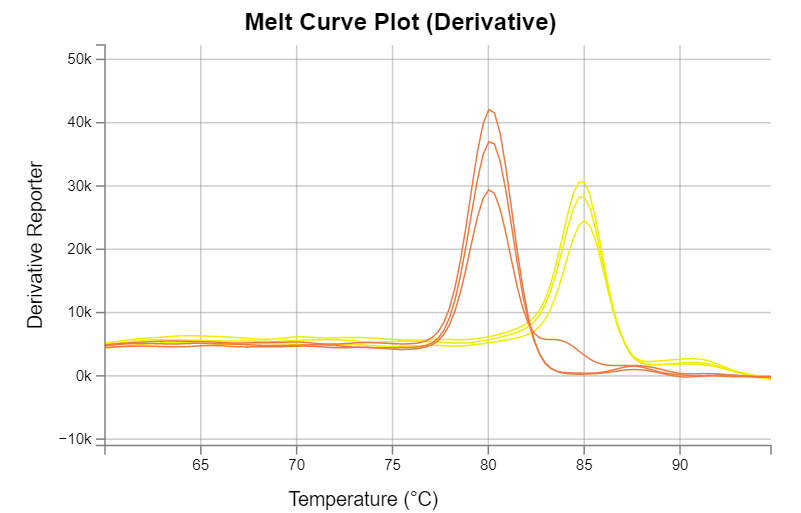 Melt Curve Plot (Derivative)
Derivative Reporter
50k
40k
30k
20k
10k
0k
−10k
65 70 75 80 85 90
Temperature (°C)